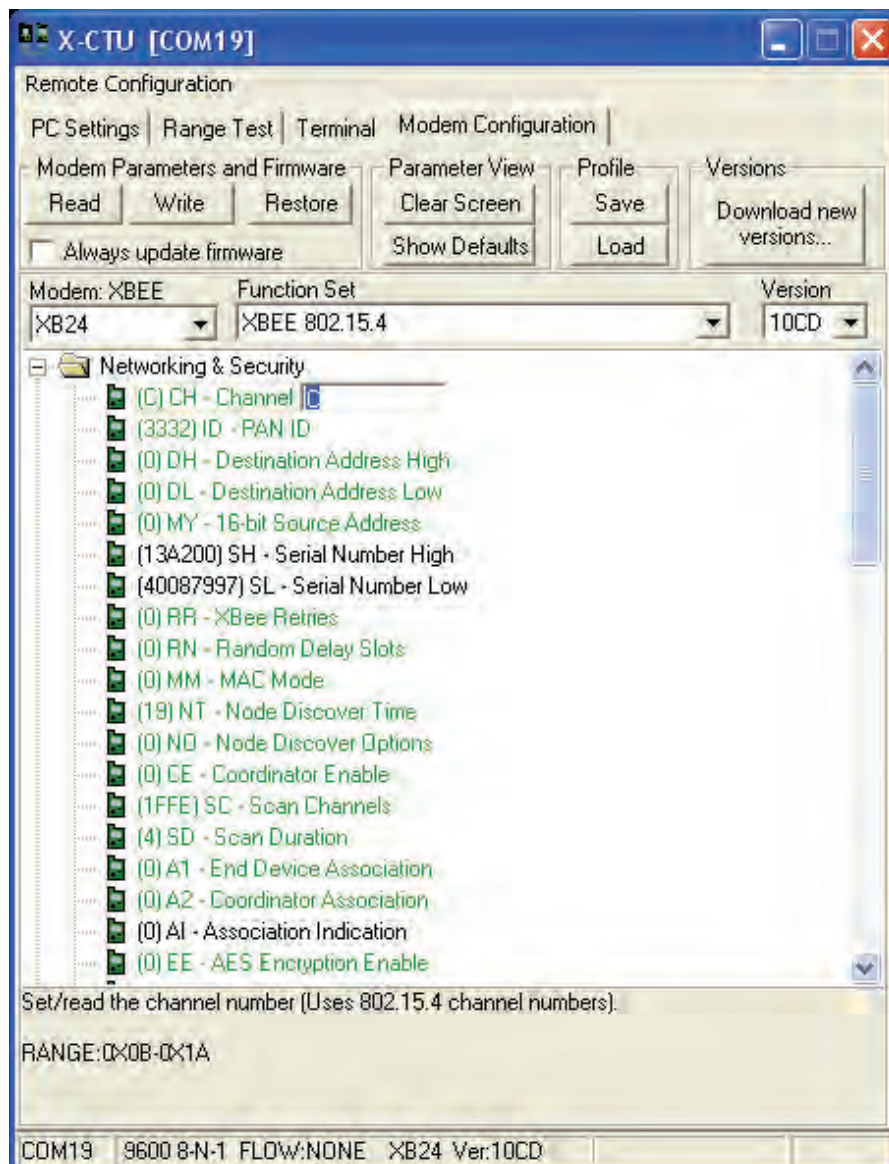 X-CTU [COM19]
Remote Configuration
PC Settings Range Test Terminal Modem Configuration
Modem Parameters and Firmware Parameter View Profile Versions
Read Write Restore Clear Screen Save Download new versions...
Always update firmware Show Defaults Load
Modem: XBEE Function Set Version
XB24 XBEE 802.15.4 10CD
Networking & Security
(C) CH - Channel C
(3332) ID - PAN ID
(0) DH - Destination Address High
(0) DL - Destination Address Low
(0) MY - 16-bit Source Address
(13A200) SH - Serial Number High
(40087997) SL - Serial Number Low
(0) RR - XBee Retries
(0) RN - Random Delay Slots
(0) MM - MAC Mode
(19) NT - Node Discover Time
(0) NO - Node Discover Options
(0) CE - Coordinator Enable
(1FFE) SC - Scan Channels
(4) SD - Scan Duration
(0) A1 - End Device Association
(0) A2 - Coordinator Association
(0) AI - Association Indication
(0) EE - AES Encryption Enable
Set/read the channel number (Uses 802.15.4 channel numbers).
RANGE:0X0B-0X1A
COM19 9600 8-N-1 FLOW:NONE XB24 Ver:10CD